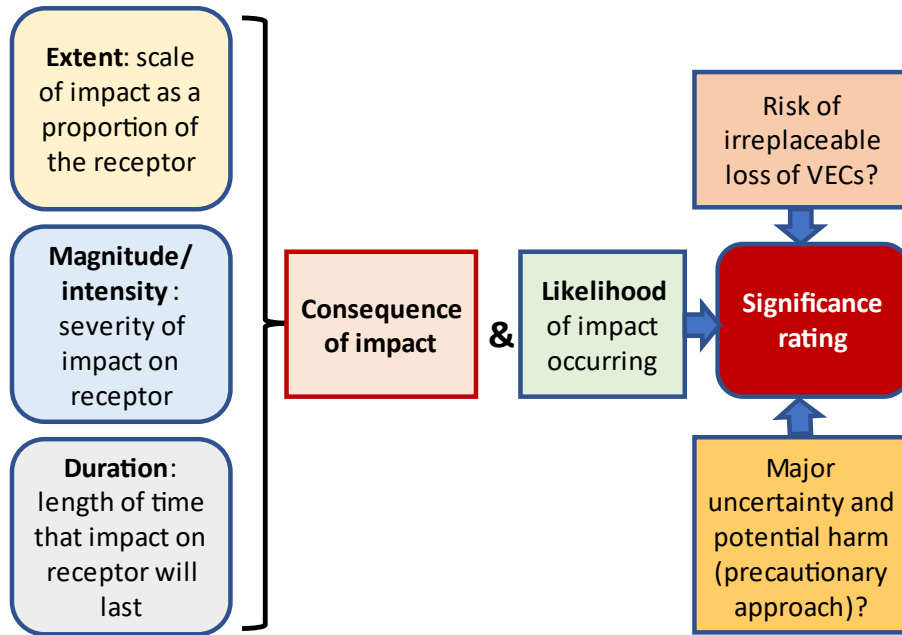 Extent: scale
of impact as a
proportion of
the receptor
Magnitude/
intensity :
severity of
impact on
receptor
Duration:
length of time
that impact on
receptor will
last
Consequence
of impact
&
Likelihood
of impact
occurring
Risk of
irreplaceable
loss of VECs?
Significance
rating
Major
uncertainty and
potential harm
(precautionary
approach)?